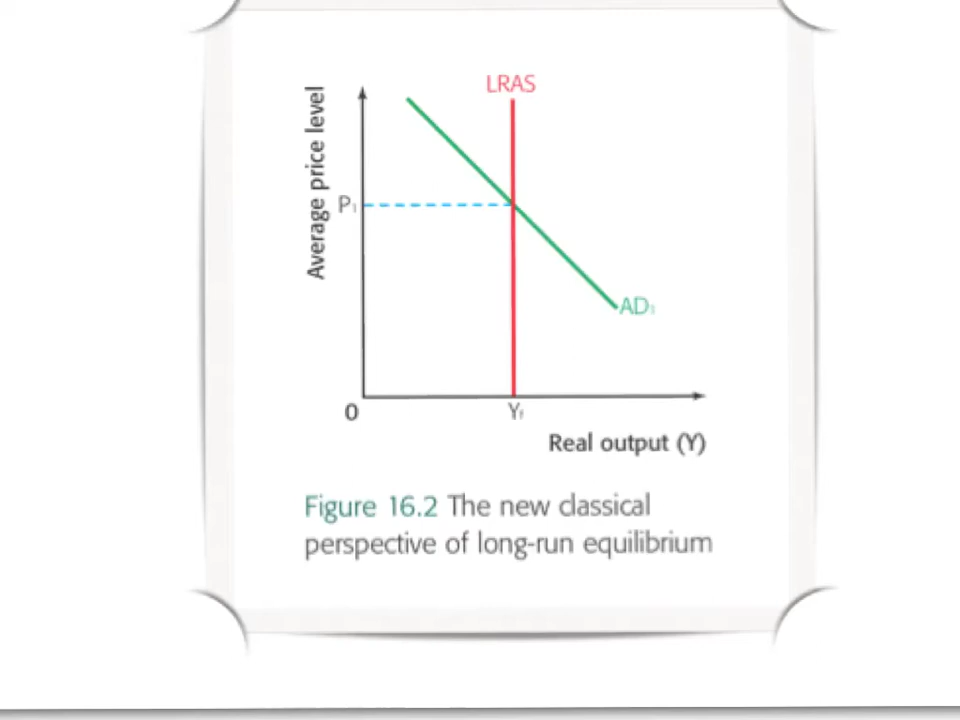 LRAS
Average price level
P₁
AD₁
0
Yf
Real output (Y)
Figure 16.2 The new classical
perspective of long-run equilibrium